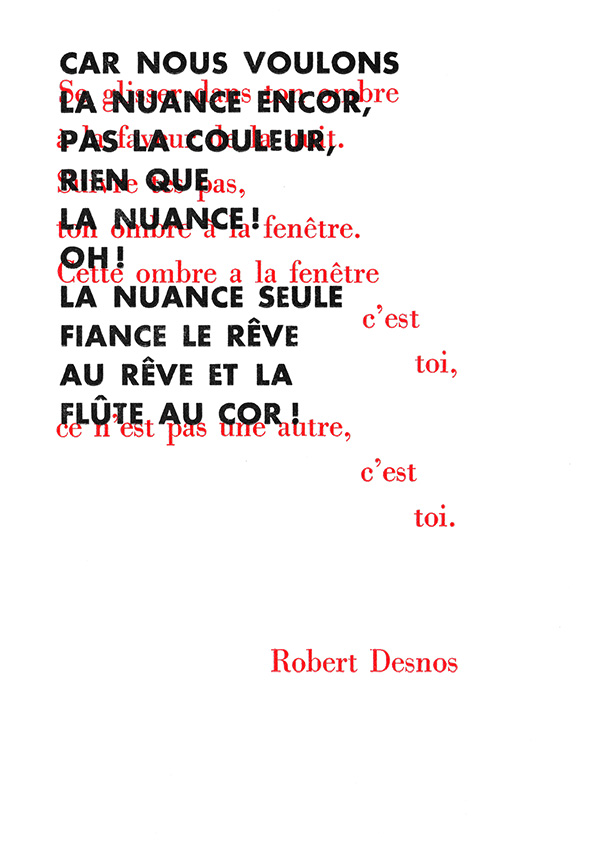 CAR NOUS VOULONS
LA NUANCE ENCOR,
PAS LA COULEUR,
RIEN QUE
LA NUANCE!
OH!
LA NUANCE SEULE
FIANCE LE RÊVE
AU RÊVE ET LA
FLÛTE AU COR!
Se glisser dans ton ombre
à la faveur de la nuit.
Suivre tes pas,
ton ombre à la fenêtre.
Cette ombre a la fenêtre
c’est
toi,
ce n’est pas une autre,
c’est
toi.
Robert Desnos